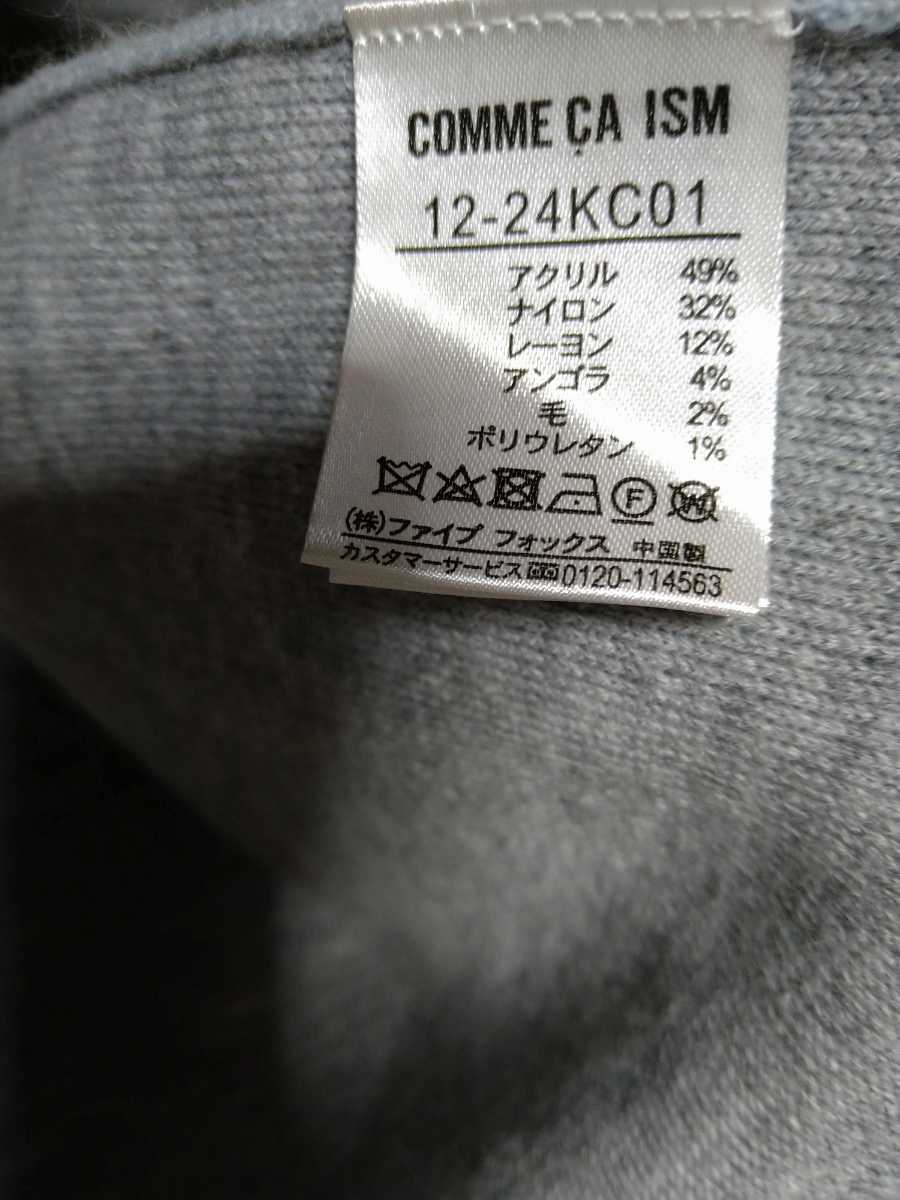 COMME ÇA ISM
12-24KC01
アクリル 49%
ナイロン 32%
レーヨン 12%
アンゴラ 4%
毛 2%
ポリウレタン 1%
F W
(株)ファイブ フォックス 中国製
カスタマーサービス 0120-114563